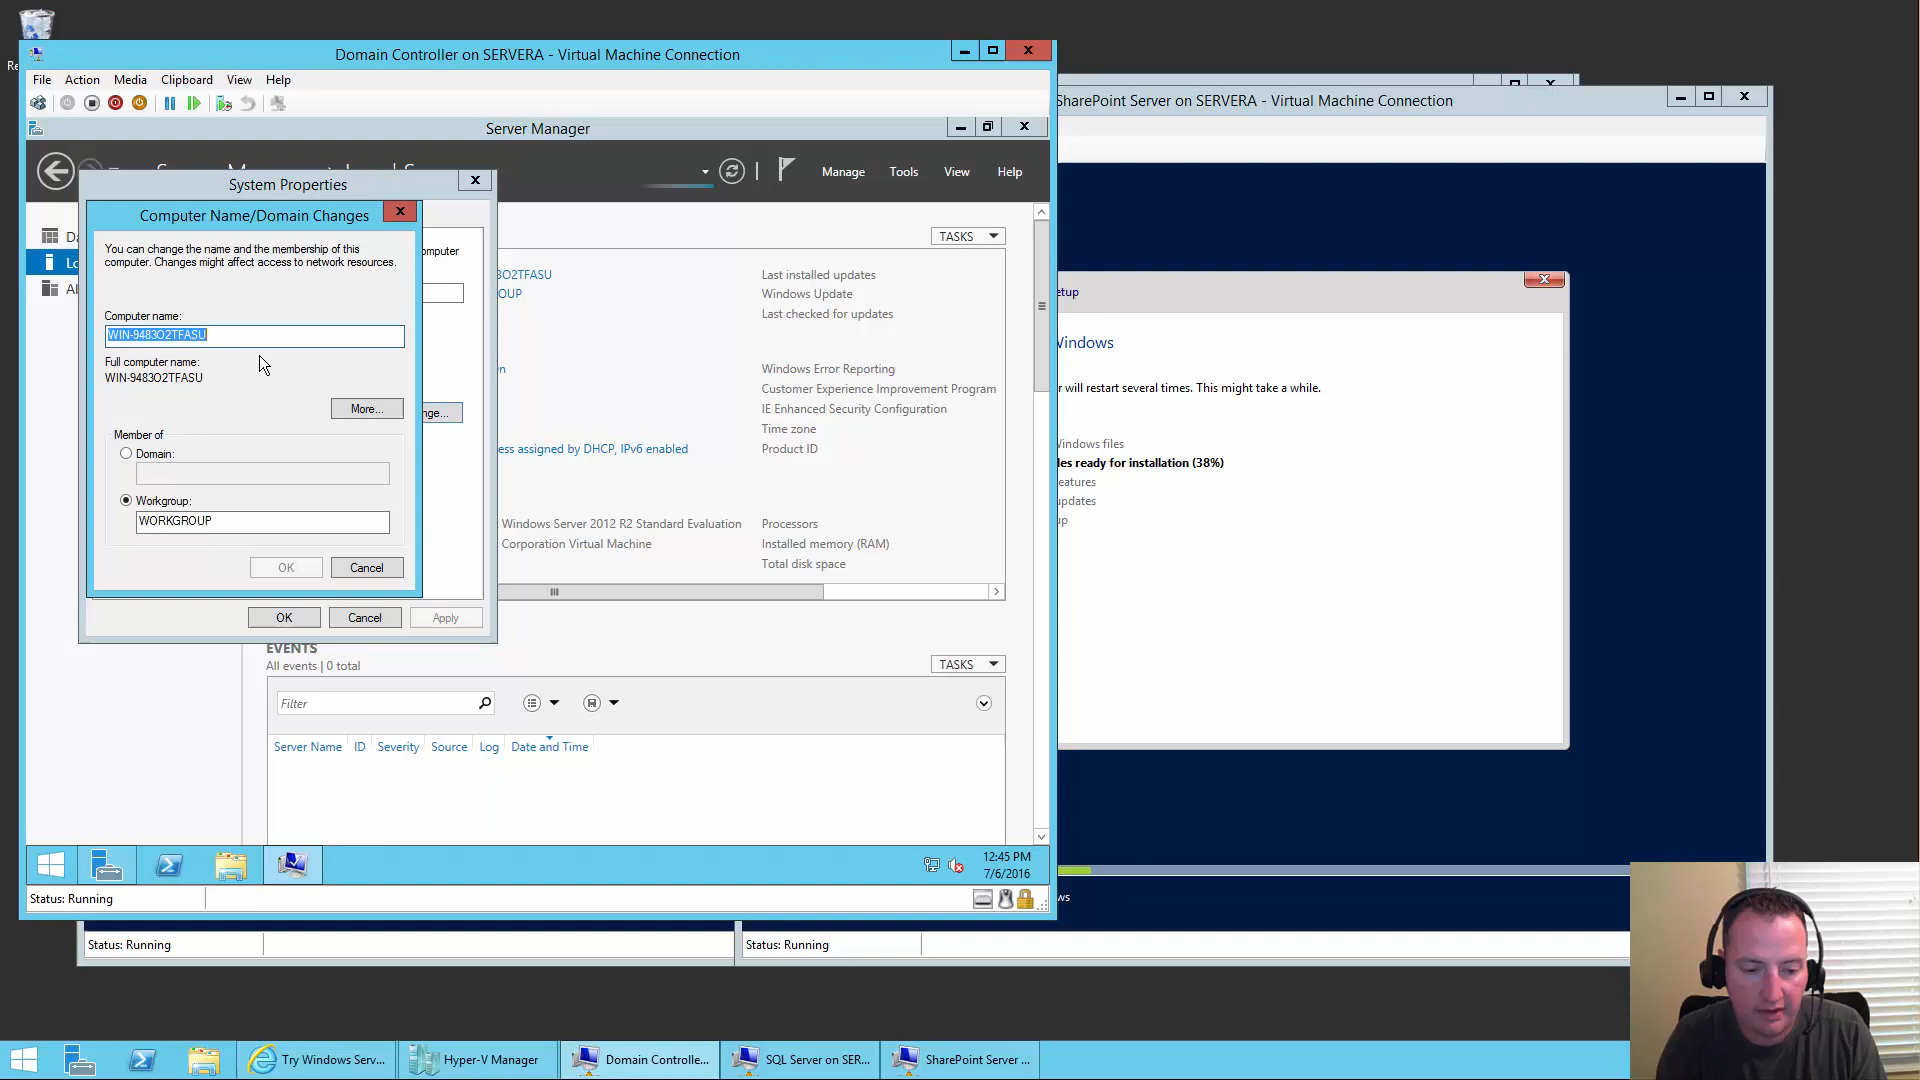 Domain Controller on SERVERA - Virtual Machine Connection
File Action Media Clipboard View Help
SharePoint Server on SERVERA - Virtual Machine Connection
Server Manager
Manage Tools View Help
System Properties
Computer Name/Domain Changes
You can change the name and the membership of this
computer. Changes might affect access to network resources.
omputer
Computer name:
WIN-9483O2TFASU
Full computer name:
WIN-9483O2TFASU
More...
nge...
Member of
Domain:
Workgroup:
WORKGROUP
OK Cancel
OK Cancel Apply
TASKS
3O2TFASU
OUP
Last installed updates
Windows Update
Last checked for updates
Windows Error Reporting
Customer Experience Improvement Program
IE Enhanced Security Configuration
Time zone
ess assigned by DHCP, IPv6 enabled
Product ID
Windows Server 2012 R2 Standard Evaluation
Processors
Corporation Virtual Machine
Installed memory (RAM)
Total disk space
EVENTS
All events | 0 total
TASKS
Filter
Server Name ID Severity Source Log Date and Time
12:45 PM
7/6/2016
Status: Running
etup
Windows
r will restart several times. This might take a while.
Windows files
les ready for installation (38%)
eatures
updates
up
ws
Status: Running
Status: Running
Try Windows Serv...
Hyper-V Manager
Domain Controlle...
SQL Server on SER...
SharePoint Server ...